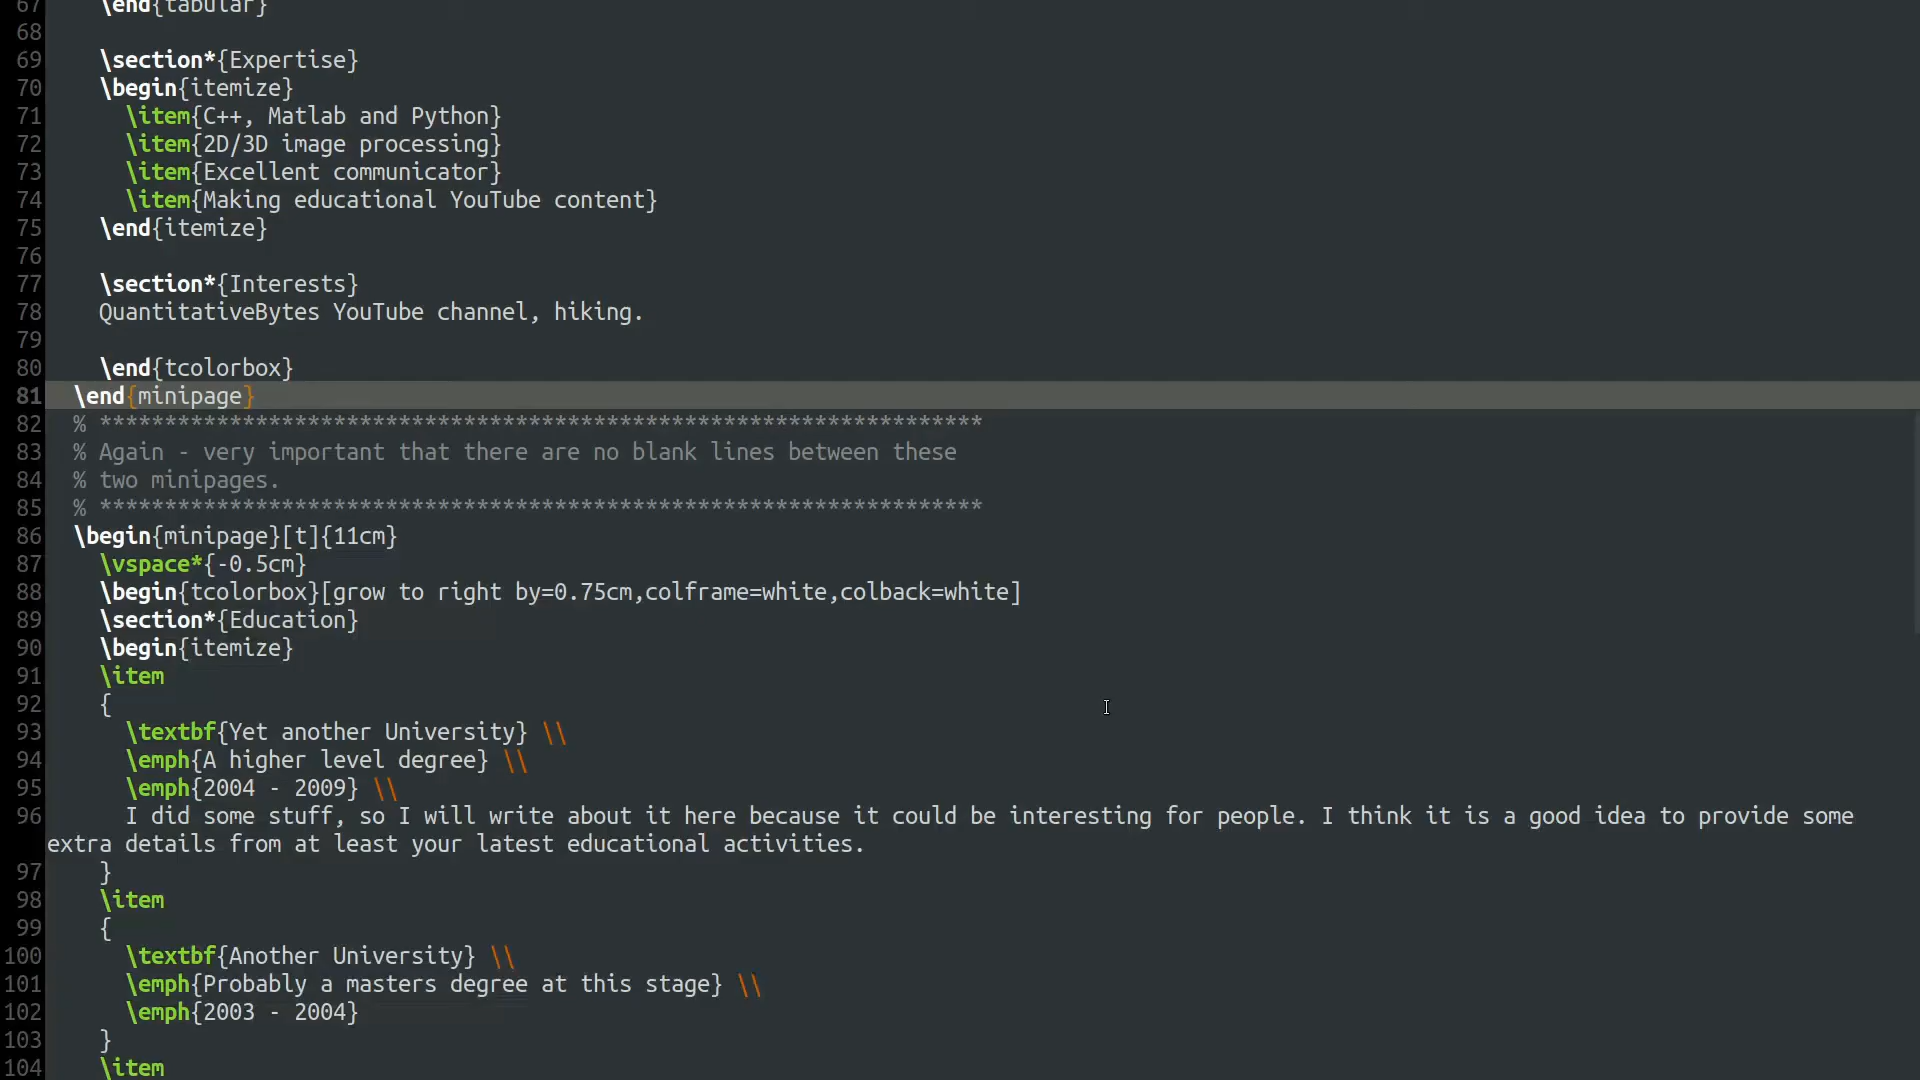 67     \end{tabular}
68
69     \section*{Expertise}
70     \begin{itemize}
71       \item{C++, Matlab and Python}
72       \item{2D/3D image processing}
73       \item{Excellent communicator}
74       \item{Making educational YouTube content}
75     \end{itemize}
76
77     \section*{Interests}
78     QuantitativeBytes YouTube channel, hiking.
79
80     \end{tcolorbox}
81   \end{minipage}
82   % ********************************************************************
83   % Again - very important that there are no blank lines between these
84   % two minipages.
85   % ********************************************************************
86   \begin{minipage}[t]{11cm}
87     \vspace*{-0.5cm}
88     \begin{tcolorbox}[grow to right by=0.75cm,colframe=white,colback=white]
89     \section*{Education}
90     \begin{itemize}
91     \item
92     {
93       \textbf{Yet another University} \\
94       \emph{A higher level degree} \\
95       \emph{2004 - 2009} \\
96       I did some stuff, so I will write about it here because it could be interesting for people. I think it is a good idea to provide some
extra details from at least your latest educational activities.
97     }
98     \item
99     {
100       \textbf{Another University} \\
101       \emph{Probably a masters degree at this stage} \\
102       \emph{2003 - 2004}
103     }
104     \item